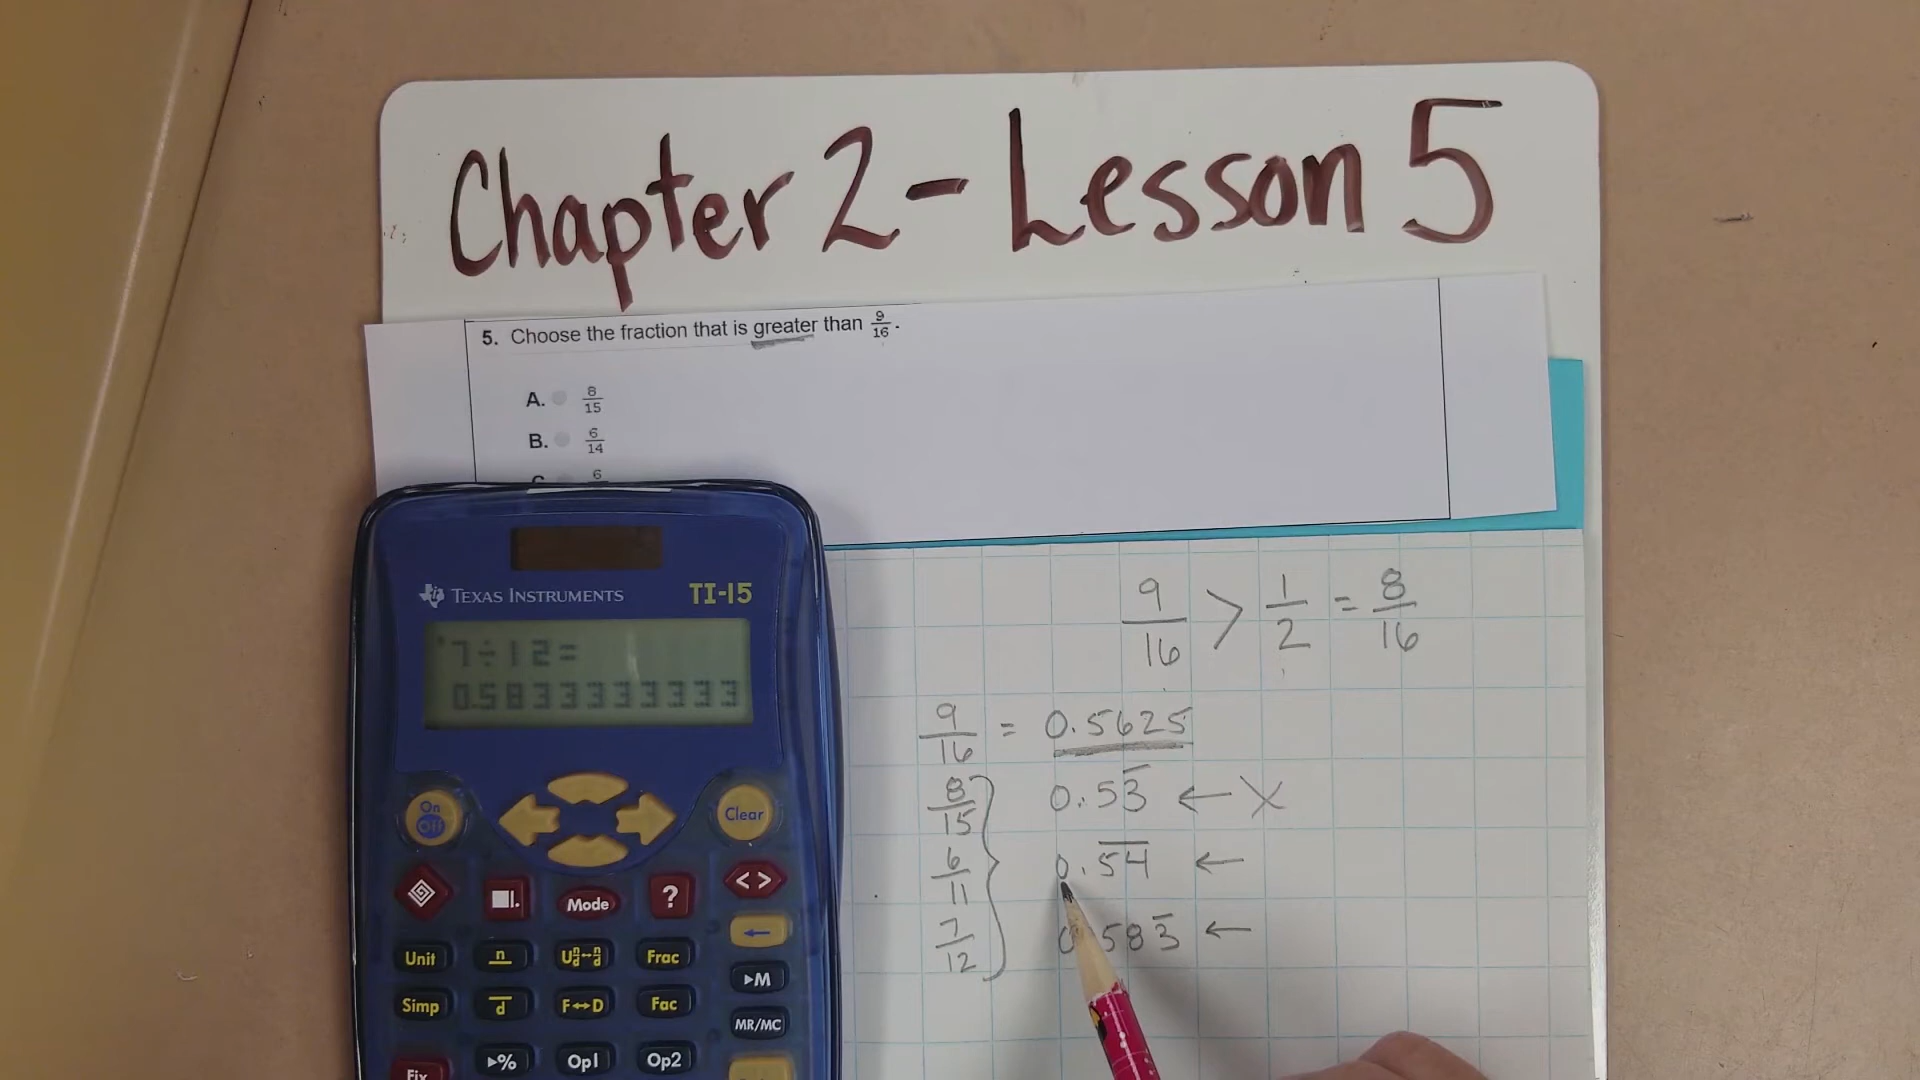 Chapter 2 - Lesson 5
5. Choose the fraction that is greater than 9/16.
A. 8/15
B. 6/14
6
TEXAS INSTRUMENTS TI-15
7÷12=
0.58333333333
On
Off
Clear
Mode
?
<>
Unit
n
Frac
▸M
Simp
d
F↔D
Fac
MR/MC
Fix
▸%
Op1
Op2
9/16 > 1/2 = 8/16
9/16 = 0.5625
8/15 0.53̅ ← X
6/11 0.5̅4̅ ←
7/12 0.583̅ ←